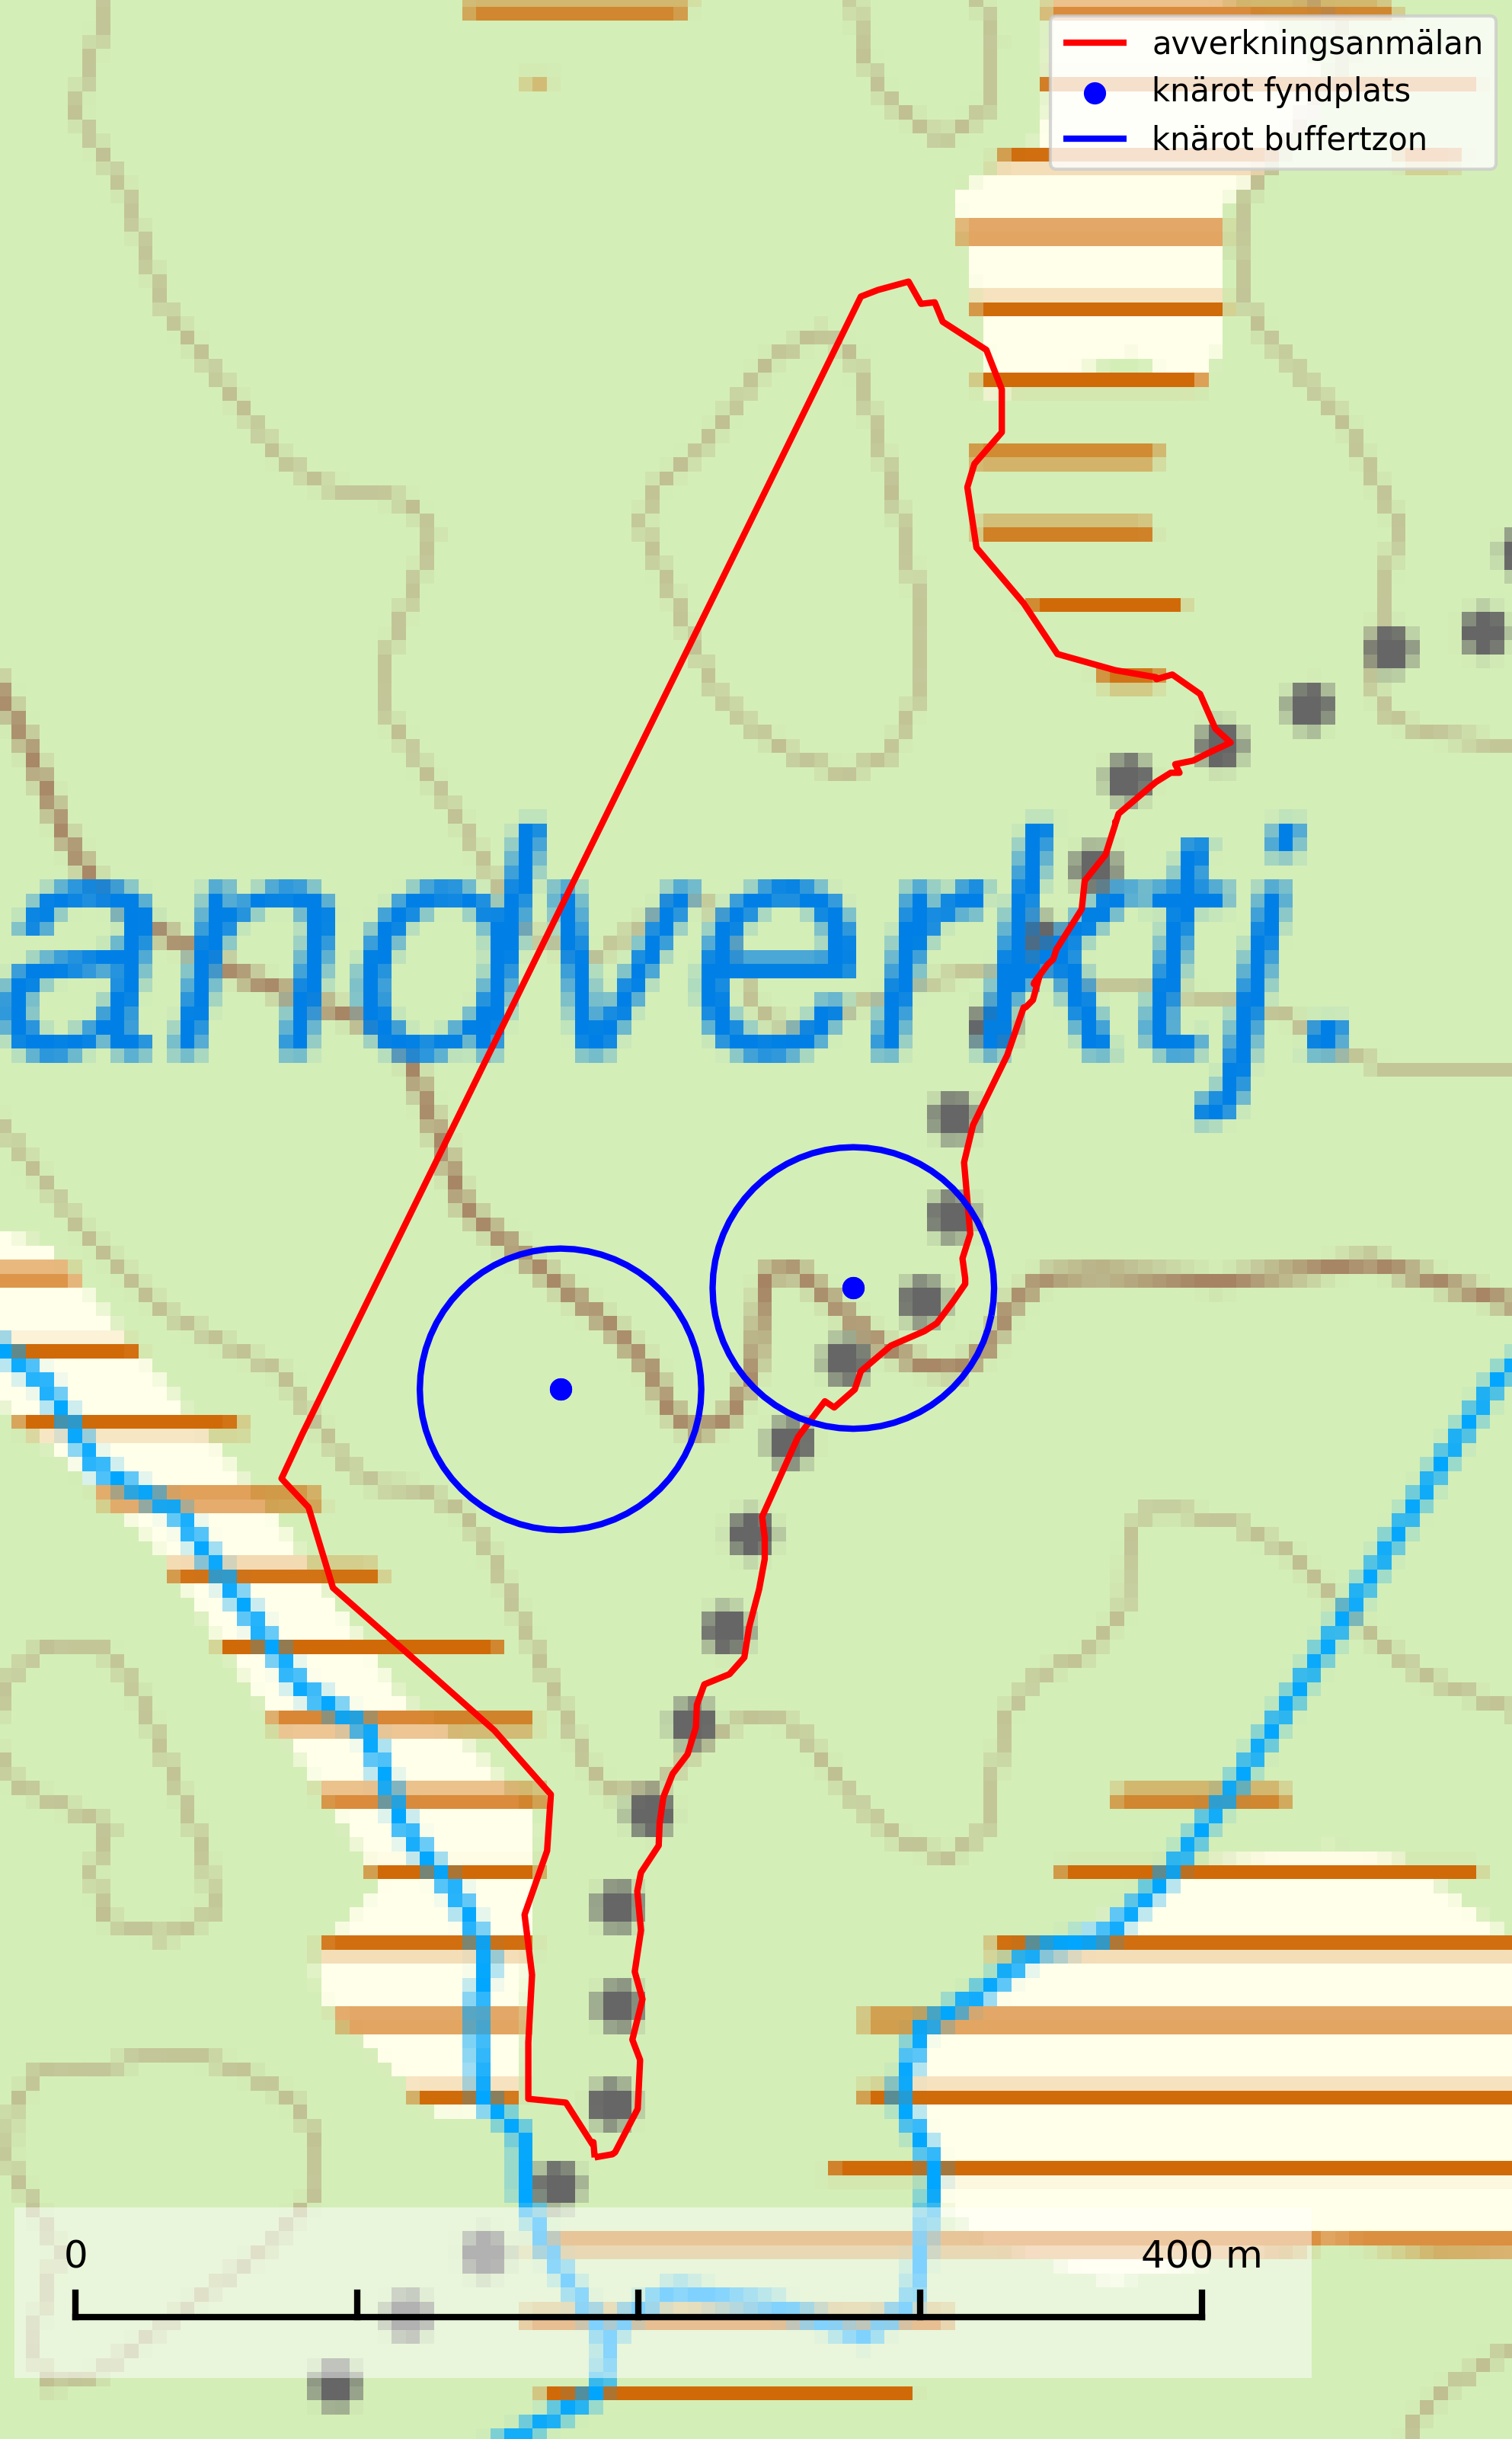 avverkningsanmälan
knärot fyndplats
knärot buffertzon
andverktj.
0 400 m